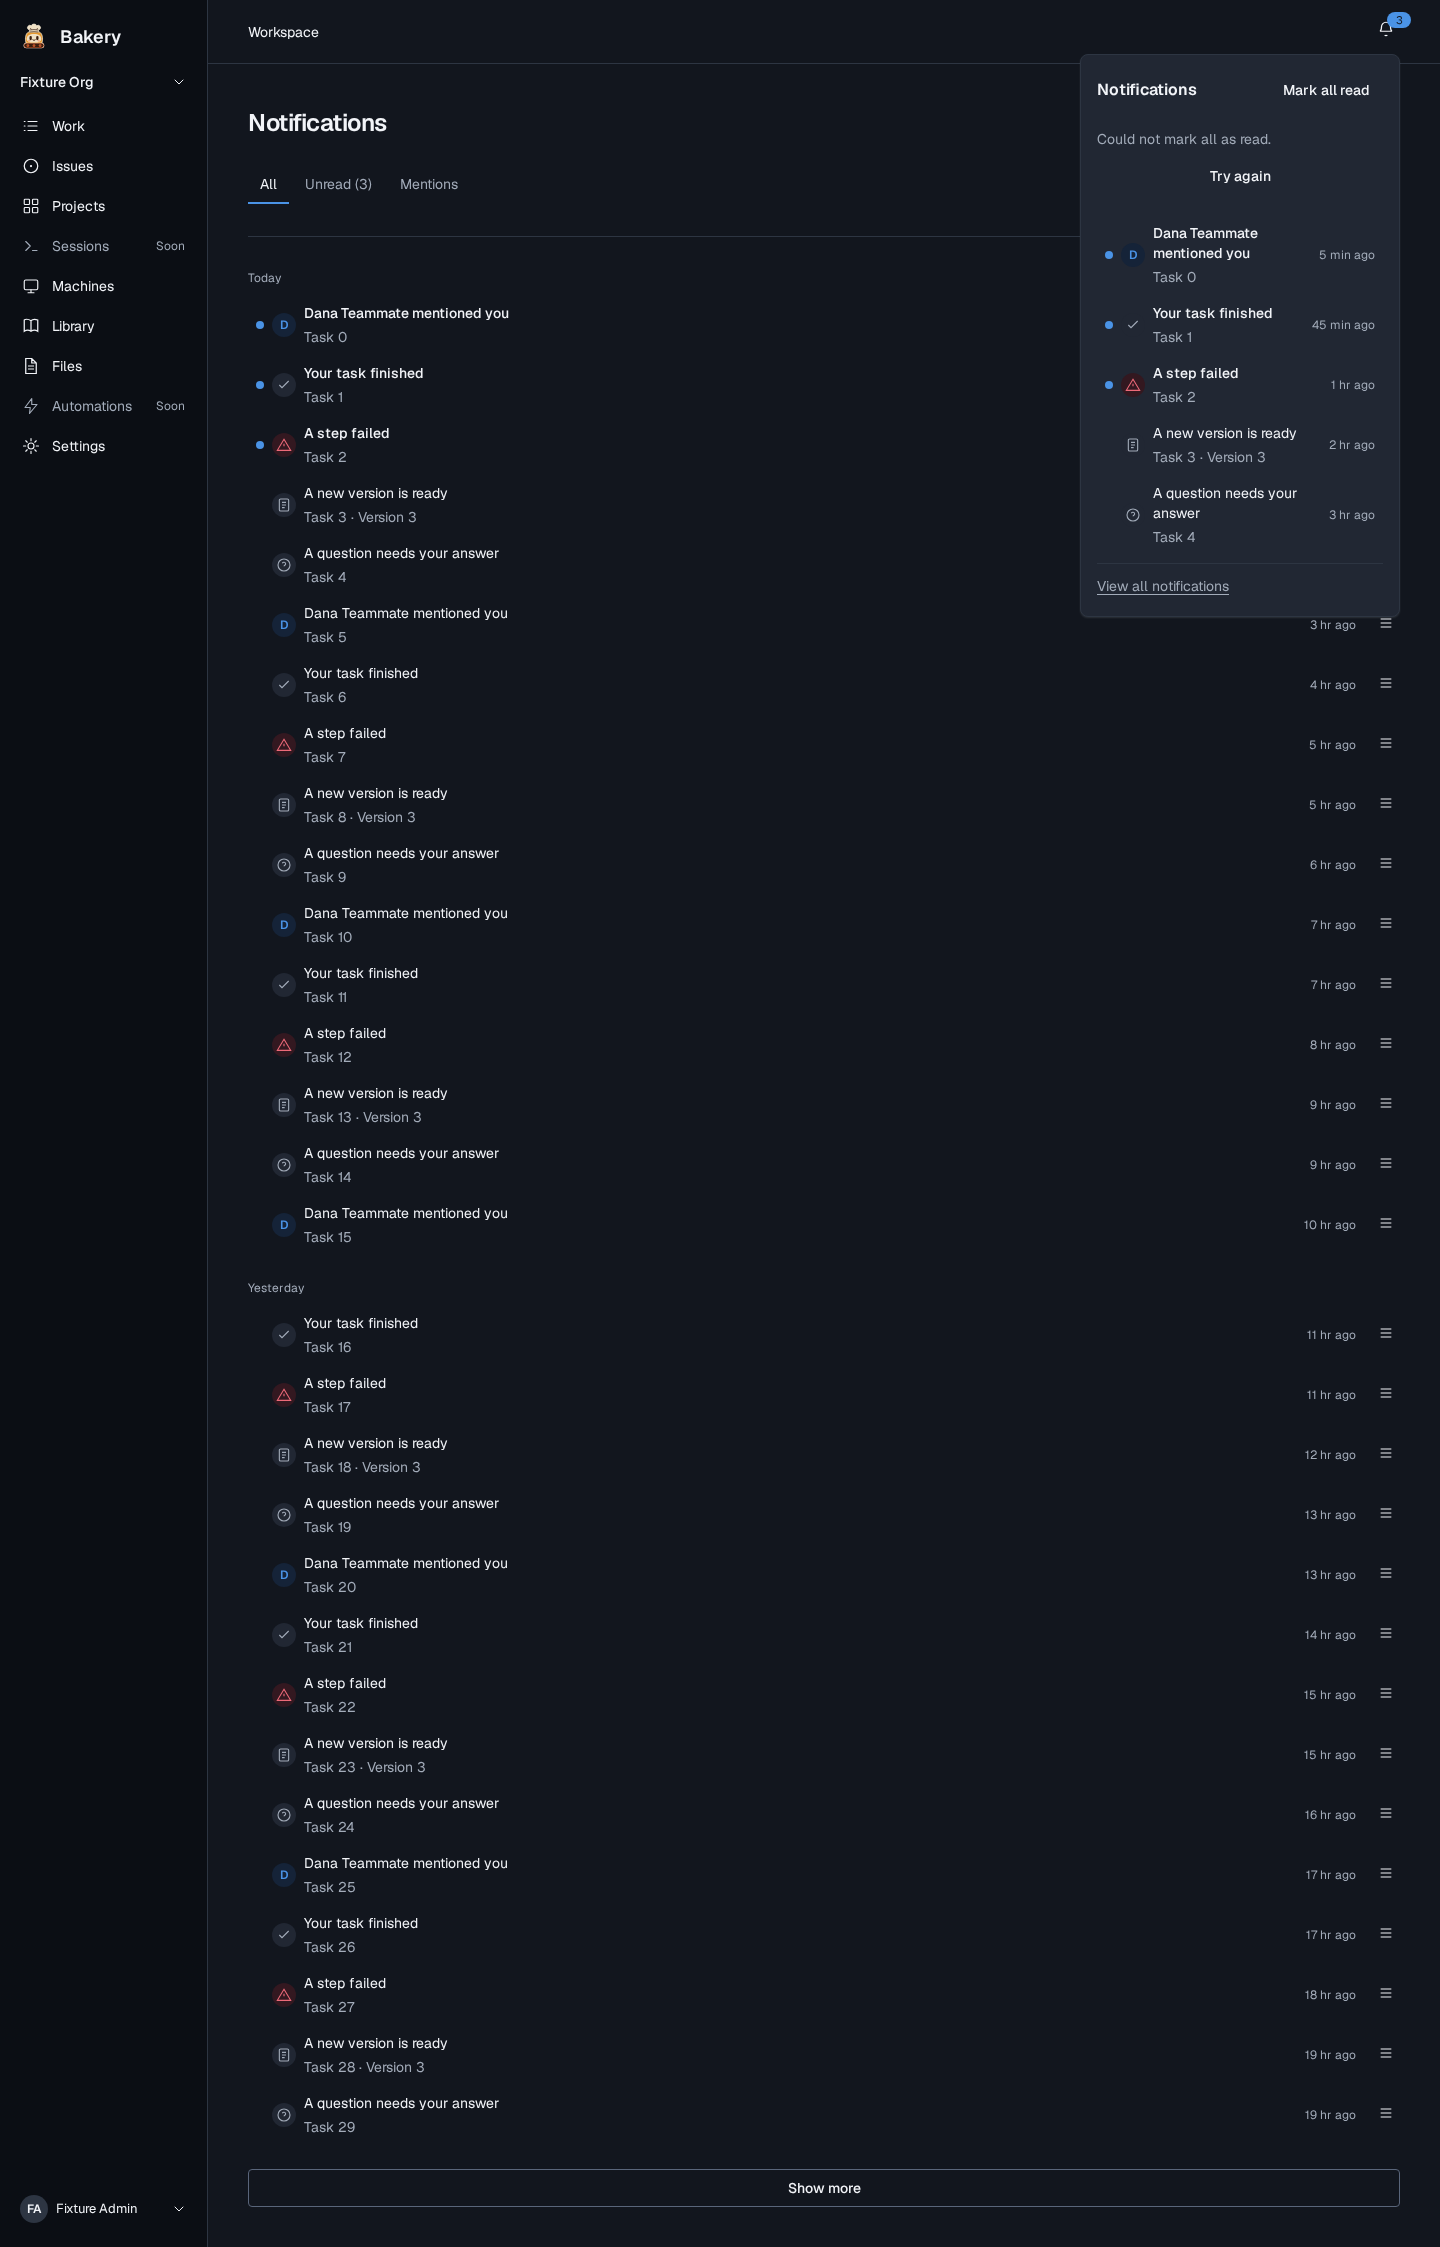 Bakery
Fixture Org
Work
Issues
Projects
Sessions Soon
Machines
Library
Files
Automations Soon
Settings
FA Fixture Admin
Workspace
3
Notifications
All Unread (3) Mentions
Today
D Dana Teammate mentioned you
Task 0
Your task finished
Task 1
A step failed
Task 2
A new version is ready
Task 3 · Version 3
A question needs your answer
Task 4
D Dana Teammate mentioned you
Task 5
3 hr ago
Your task finished
Task 6
4 hr ago
A step failed
Task 7
5 hr ago
A new version is ready
Task 8 · Version 3
5 hr ago
A question needs your answer
Task 9
6 hr ago
D Dana Teammate mentioned you
Task 10
7 hr ago
Your task finished
Task 11
7 hr ago
A step failed
Task 12
8 hr ago
A new version is ready
Task 13 · Version 3
9 hr ago
A question needs your answer
Task 14
9 hr ago
D Dana Teammate mentioned you
Task 15
10 hr ago
Yesterday
Your task finished
Task 16
11 hr ago
A step failed
Task 17
11 hr ago
A new version is ready
Task 18 · Version 3
12 hr ago
A question needs your answer
Task 19
13 hr ago
D Dana Teammate mentioned you
Task 20
13 hr ago
Your task finished
Task 21
14 hr ago
A step failed
Task 22
15 hr ago
A new version is ready
Task 23 · Version 3
15 hr ago
A question needs your answer
Task 24
16 hr ago
D Dana Teammate mentioned you
Task 25
17 hr ago
Your task finished
Task 26
17 hr ago
A step failed
Task 27
18 hr ago
A new version is ready
Task 28 · Version 3
19 hr ago
A question needs your answer
Task 29
19 hr ago
Show more
Notifications Mark all read
Could not mark all as read.
Try again
D Dana Teammate
mentioned you
Task 0
5 min ago
Your task finished
Task 1
45 min ago
A step failed
Task 2
1 hr ago
A new version is ready
Task 3 · Version 3
2 hr ago
A question needs your
answer
Task 4
3 hr ago
View all notifications